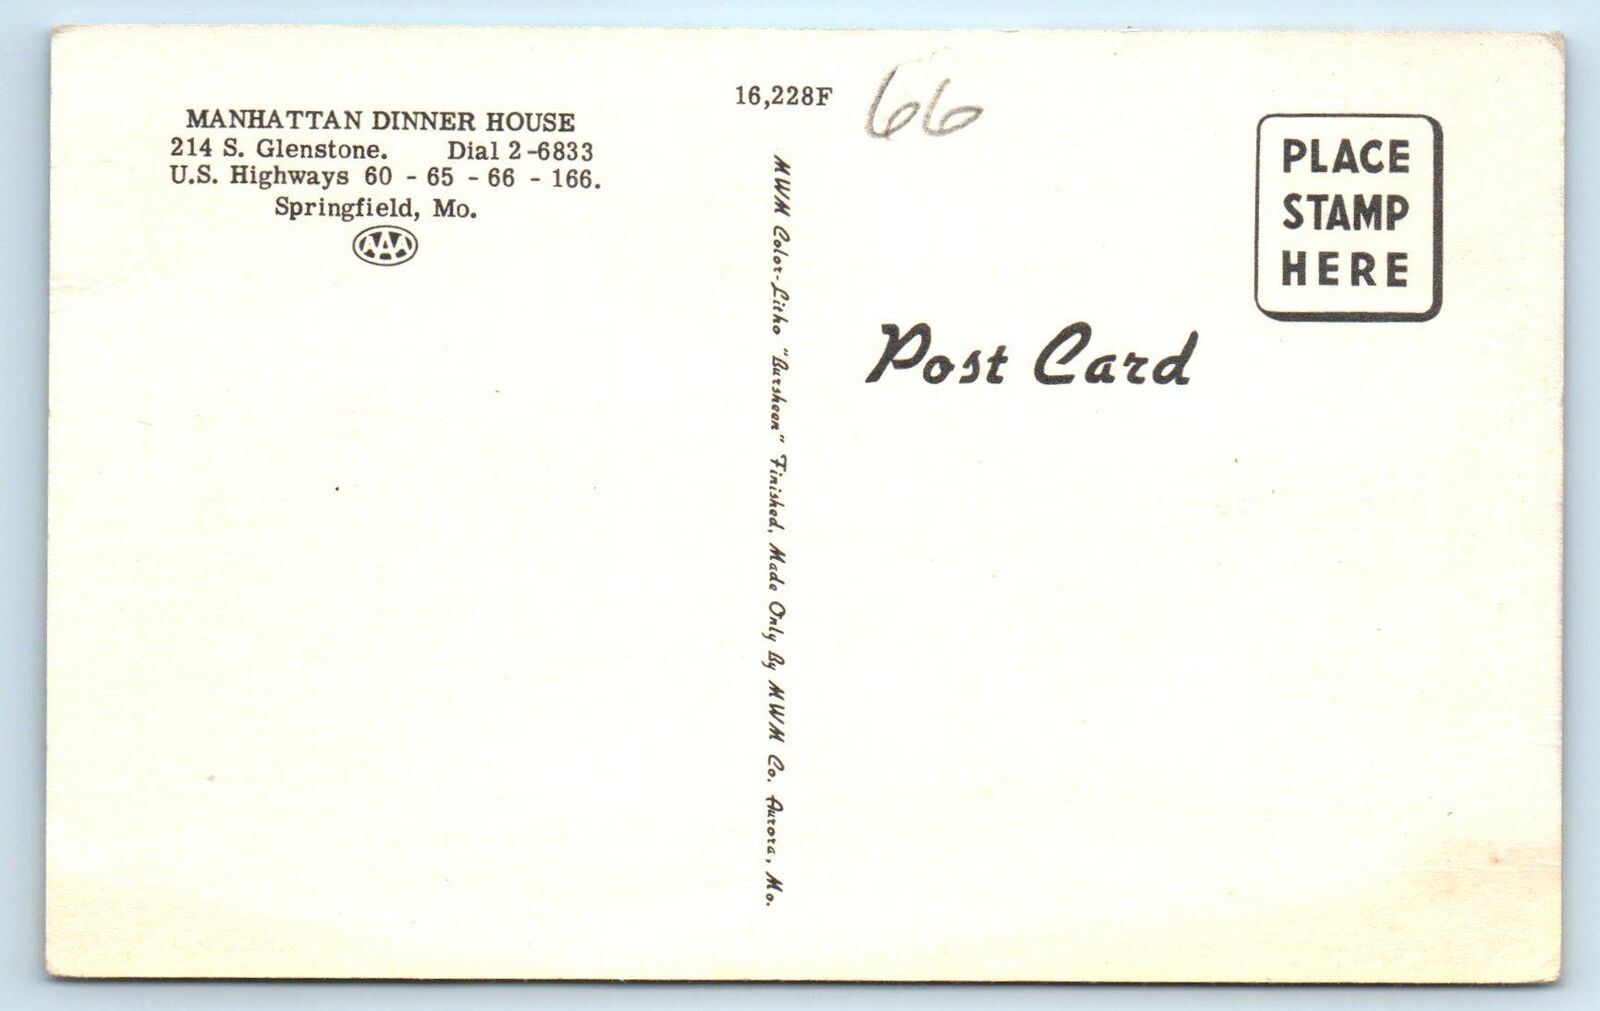 MANHATTAN DINNER HOUSE
214 S. Glenstone. Dial 2-6833
U.S. Highways 60 - 65 - 66 - 166.
Springfield, Mo.
AAA
16,228F
66
MWM Color-Litho "Bursheen" Finished, Made Only By MWM Co. Aurora, Mo.
PLACE
STAMP
HERE
Post Card